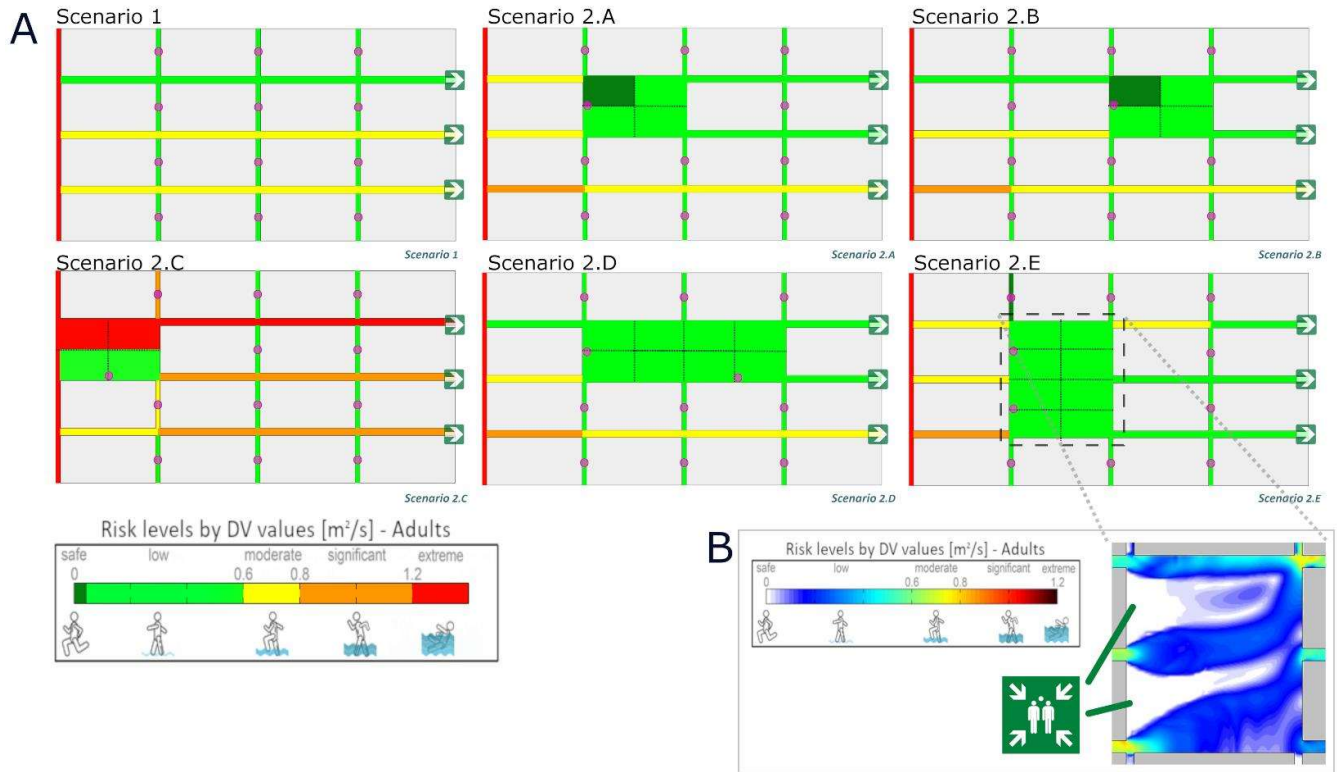 A
Scenario 1
Scenario 2.A
Scenario 2.B
Scenario 1
Scenario 2.A
Scenario 2.B
Scenario 2.C
Scenario 2.D
Scenario 2.E
Scenario 2.C
Scenario 2.D
Scenario 2.E
Risk levels by DV values [m²/s] - Adults
safe low moderate significant extreme
0 0.6 0.8 1.2
B
Risk levels by DV values [m²/s] - Adults
safe low moderate significant extreme
0 0.6 0.8 1.2